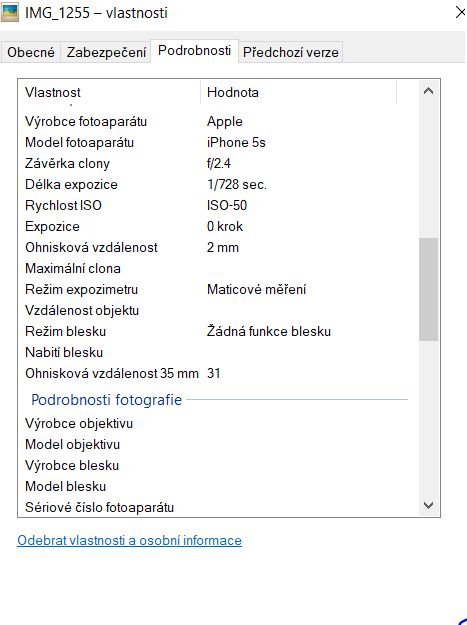 IMG_1255 – vlastnosti
Obecné Zabezpečení Podrobnosti Předchozí verze
Vlastnost Hodnota
Výrobce fotoaparátu Apple
Model fotoaparátu iPhone 5s
Závěrka clony f/2.4
Délka expozice 1/728 sec.
Rychlost ISO ISO-50
Expozice 0 krok
Ohnisková vzdálenost 2 mm
Maximální clona
Režim expozimetru Maticové měření
Vzdálenost objektu
Režim blesku Žádná funkce blesku
Nabití blesku
Ohnisková vzdálenost 35 mm 31
Podrobnosti fotografie
Výrobce objektivu
Model objektivu
Výrobce blesku
Model blesku
Sériové číslo fotoaparátu
Odebrat vlastnosti a osobní informace